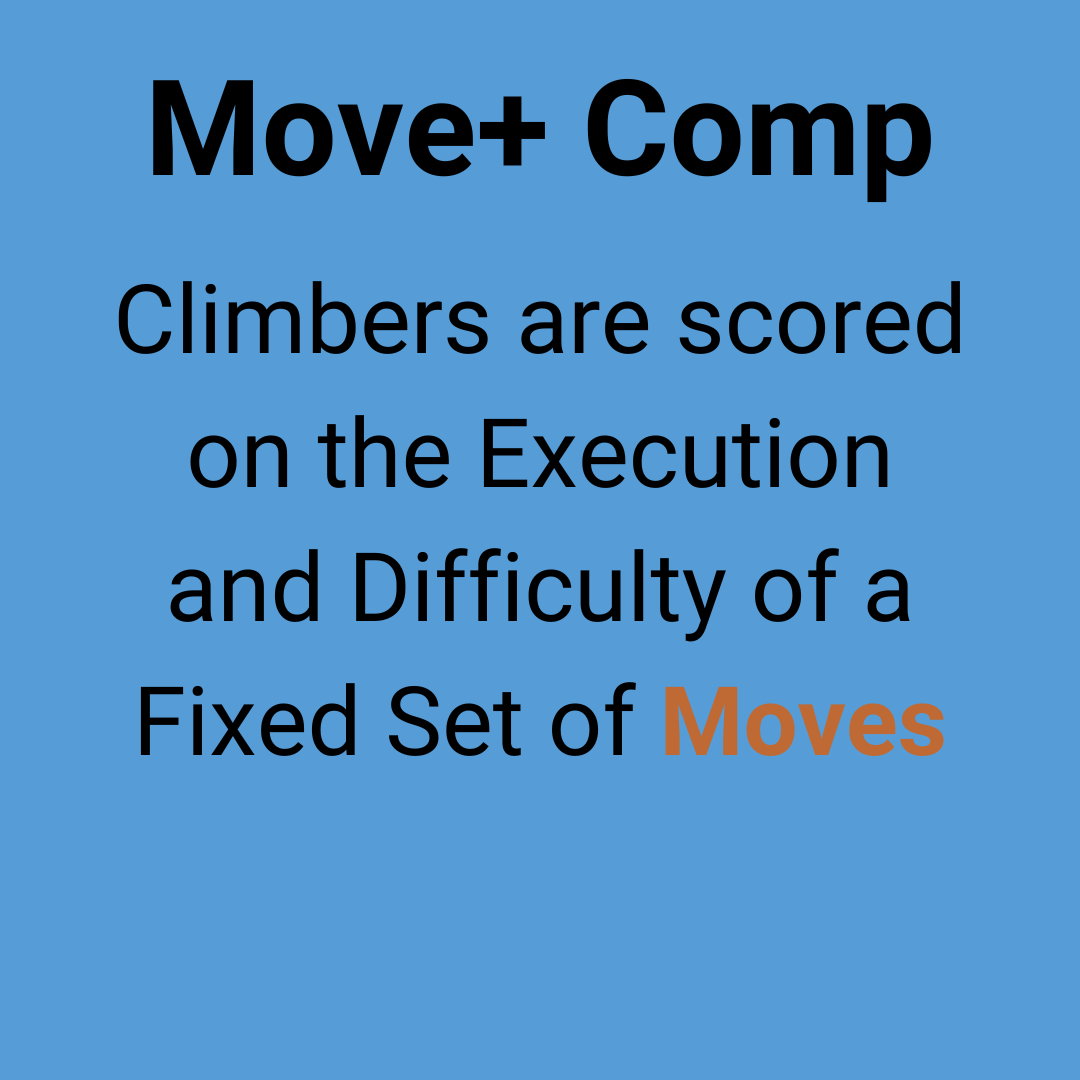 Move+ Comp
Climbers are scored
on the Execution
and Difficulty of a
Fixed Set of Moves